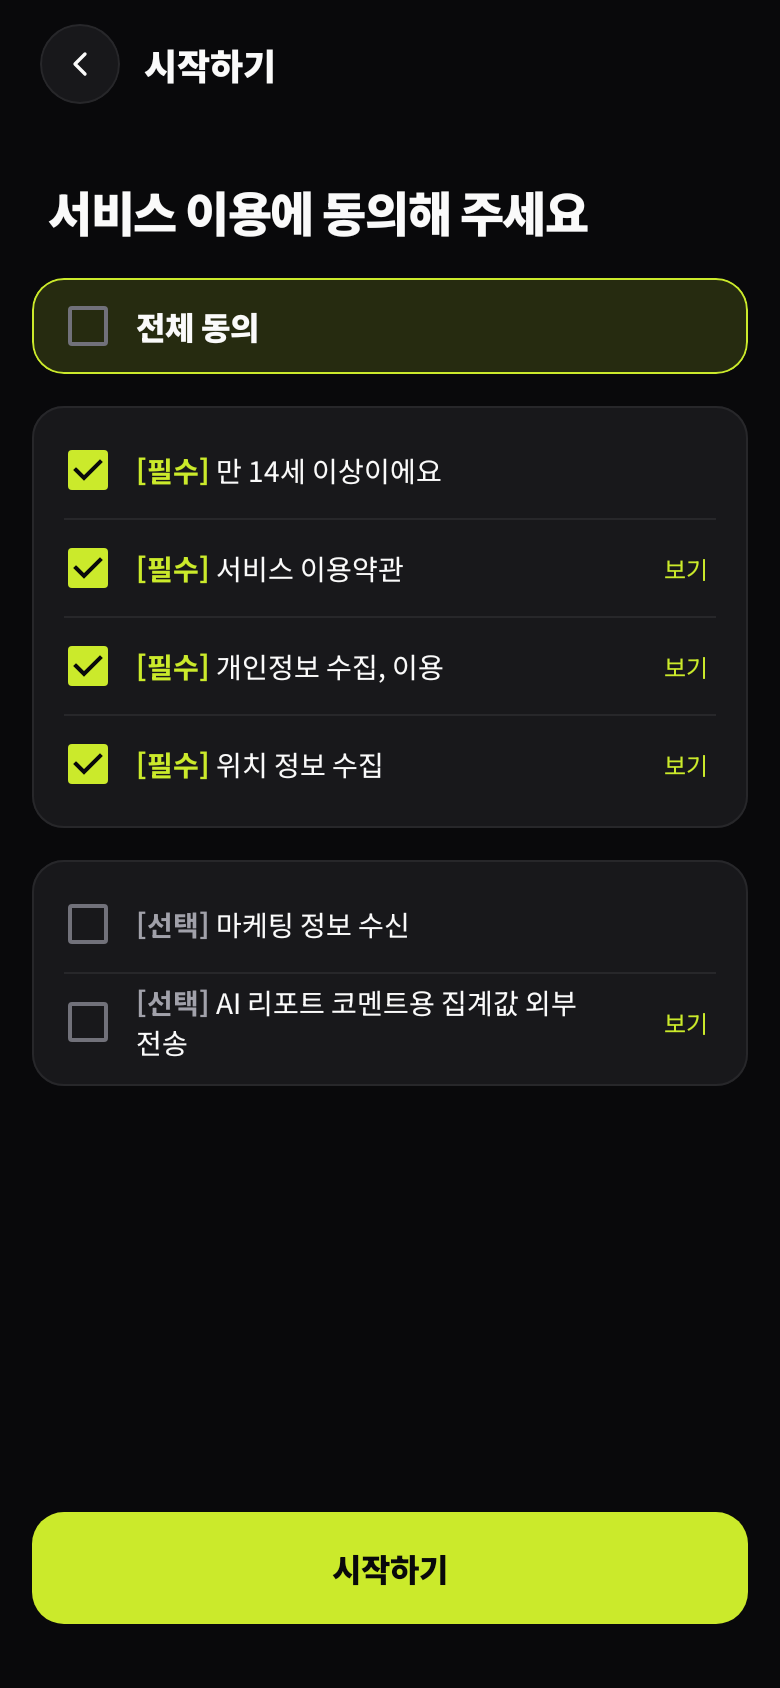 시작하기
서비스 이용에 동의해 주세요
전체 동의
[필수] 만 14세 이상이에요
[필수] 서비스 이용약관 보기
[필수] 개인정보 수집, 이용 보기
[필수] 위치 정보 수집 보기
[선택] 마케팅 정보 수신
[선택] AI 리포트 코멘트용 집계값 외부
전송
보기
시작하기